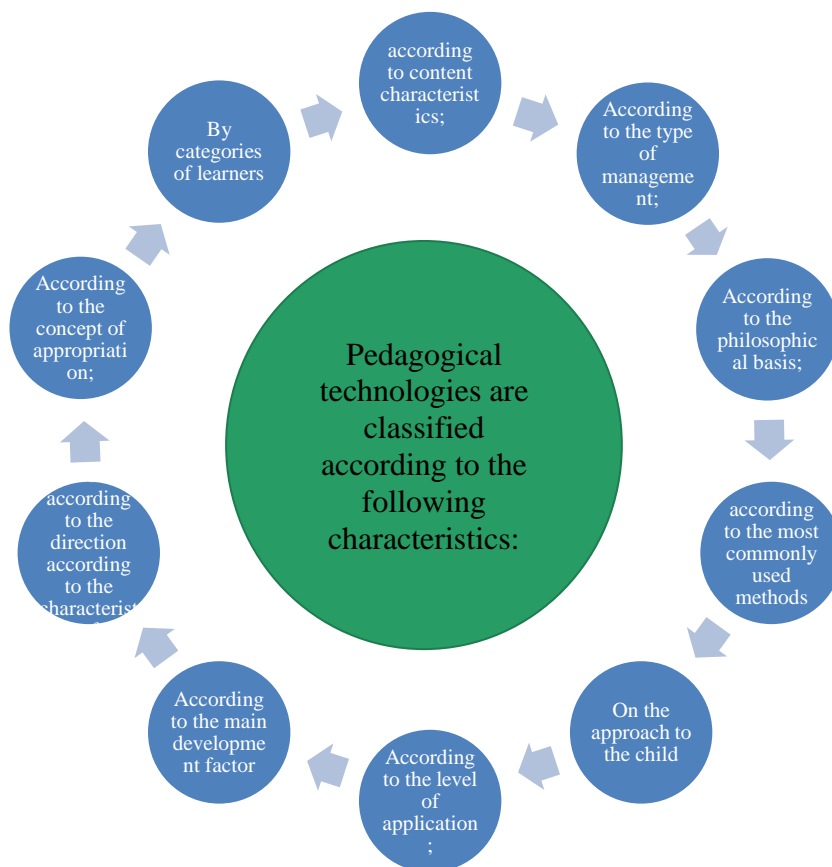 according
to content
characterist
ics;
According
to the type
of
manageme
nt;
According
to the
philosophic
al basis;
according
to the most
commonly
used
methods
On the
approach to
the child
According
to the level
of
application
;
According
to the main
developme
nt factor
according
to the
direction
according
to the
characterist
According
to the
concept of
appropriati
on;
By
categories
of learners
Pedagogical
technologies are
classified
according to the
following
characteristics: